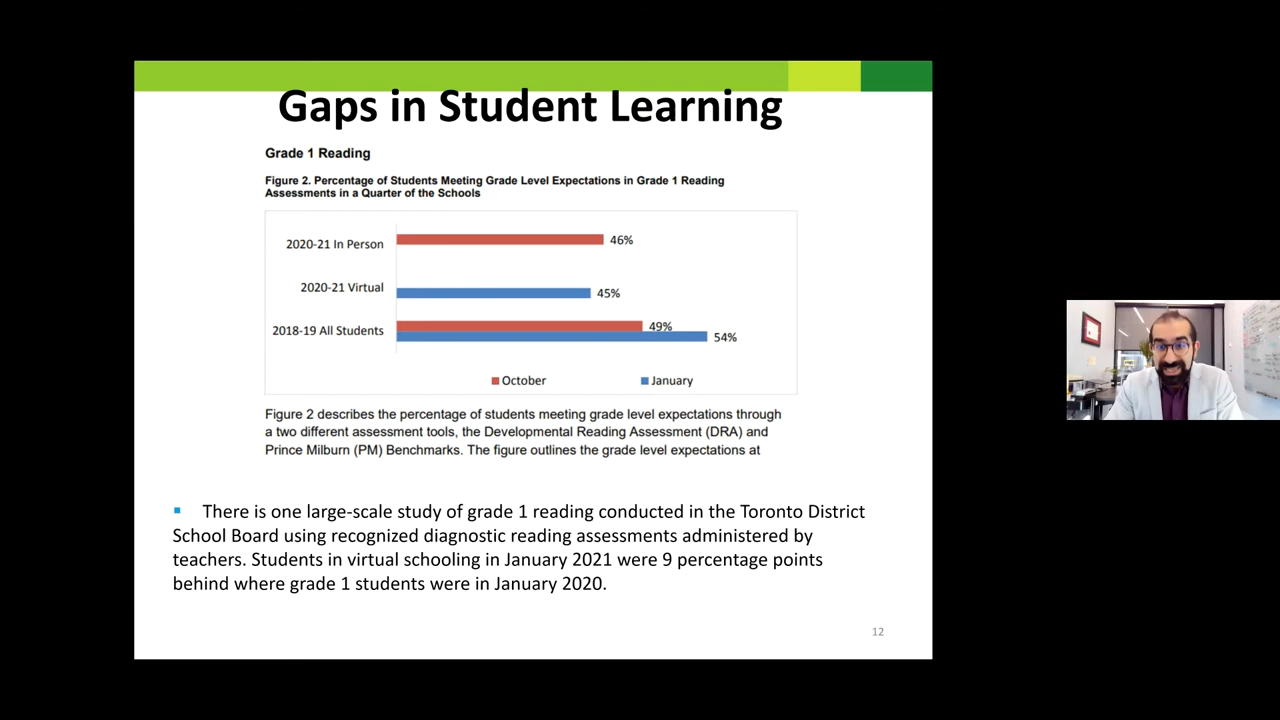 Gaps in Student Learning
Grade 1 Reading
Figure 2. Percentage of Students Meeting Grade Level Expectations in Grade 1 Reading
Assessments in a Quarter of the Schools
2020-21 In Person
46%
2020-21 Virtual
45%
2018-19 All Students
49%
54%
October
January
Figure 2 describes the percentage of students meeting grade level expectations through
a two different assessment tools, the Developmental Reading Assessment (DRA) and
Prince Milburn (PM) Benchmarks. The figure outlines the grade level expectations at
There is one large-scale study of grade 1 reading conducted in the Toronto District
School Board using recognized diagnostic reading assessments administered by
teachers. Students in virtual schooling in January 2021 were 9 percentage points
behind where grade 1 students were in January 2020.
12